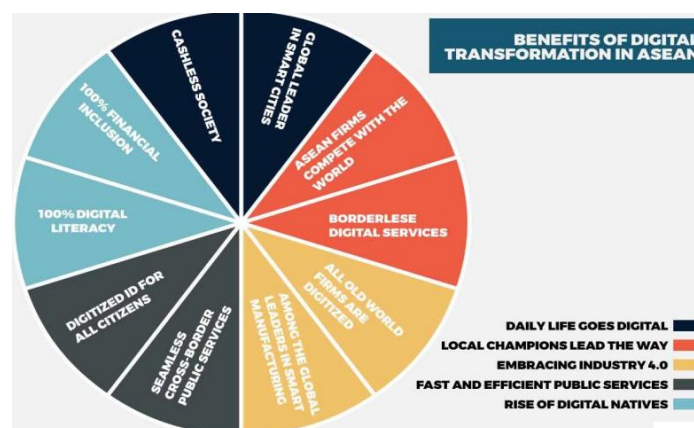 BENEFITS OF DIGITAL
TRANSFORMATION IN ASEAN
GLOBAL LEADER
IN SMART
CITIES
ASEAN FIRMS
COMPETE WITH THE
WORLD
BORDERLESE
DIGITAL SERVICES
ALL OLD WORLD
FIRMS ARE
DIGITIZED
AMONG THE GLOBAL
LEADERS IN SMART
MANUFACTURING
SEAMLESS
CROSS-BORDER
PUBLIC SERVICES
DIGITIZED ID FOR
ALL CITIZENS
100% DIGITAL
LITERACY
100% FINANCIAL
INCLUSION
CASHLESS
SOCIETY
DAILY LIFE GOES DIGITAL
LOCAL CHAMPIONS LEAD THE WAY
EMBRACING INDUSTRY 4.0
FAST AND EFFICIENT PUBLIC SERVICES
RISE OF DIGITAL NATIVES